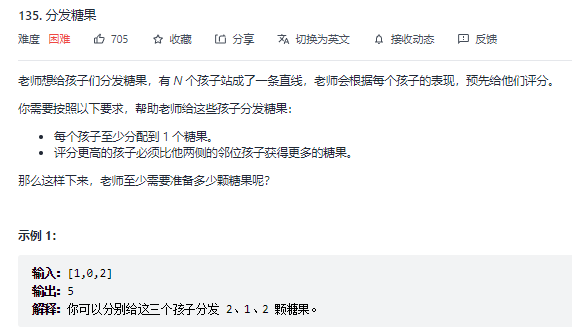 135. 分发糖果
难度 困难 705 收藏 分享 切换为英文 接收动态 反馈
老师想给孩子们分发糖果，有 N 个孩子站成了一条直线，老师会根据每个孩子的表现，预先给他们评分。
你需要按照以下要求，帮助老师给这些孩子分发糖果：
• 每个孩子至少分配到 1 个糖果。
• 评分更高的孩子必须比他两侧的邻位孩子获得更多的糖果。
那么这样下来，老师至少需要准备多少颗糖果呢？
示例 1：
输入：[1,0,2]
输出：5
解释：你可以分别给这三个孩子分发 2、1、2 颗糖果。